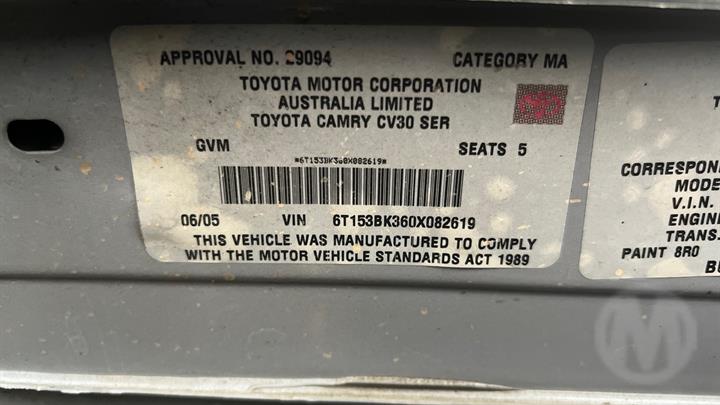 APPROVAL NO. 29094 CATEGORY MA
TOYOTA MOTOR CORPORATION
AUSTRALIA LIMITED
TOYOTA CAMRY CV30 SER
GVM SEATS 5
*6T153BK360X082619*
06/05 VIN 6T153BK360X082619
THIS VEHICLE WAS MANUFACTURED TO COMPLY
WITH THE MOTOR VEHICLE STANDARDS ACT 1989
T
CORRESPON
MODE
V.I.N.
ENGIN
TRANS.
PAINT 8R0
BU
M